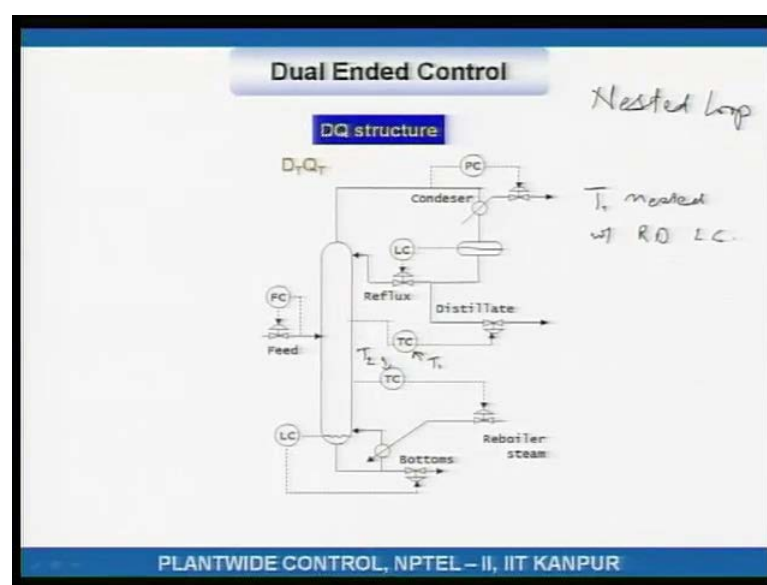 Dual Ended Control
Nested Loop
DQ structure
DTQT
PC
Condeser
T1 nested
w/ RD LC.
LC
Reflux
FC
Distillate
Feed
TC
T1
T2
TC
LC
Reboiler
steam
Bottoms
PLANTWIDE CONTROL, NPTEL – II, IIT KANPUR